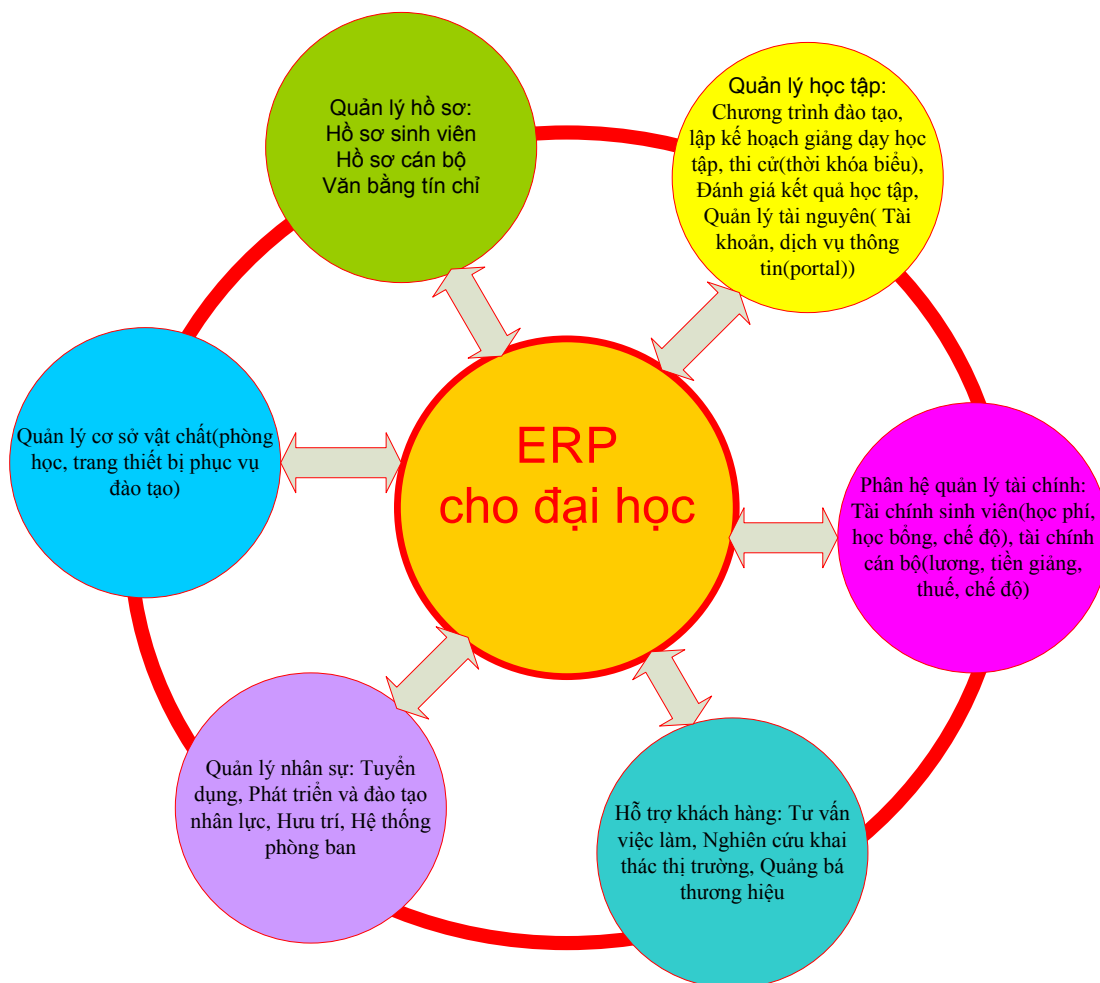 Quản lý hồ sơ:
Hồ sơ sinh viên
Hồ sơ cán bộ
Văn bằng tín chỉ
Quản lý học tập:
Chương trình đào tạo,
lập kế hoạch giảng dạy học
tập, thi cử(thời khóa biểu),
Đánh giá kết quả học tập,
Quản lý tài nguyên( Tài
khoản, dịch vụ thông
tin(portal))
Quản lý cơ sở vật chất(phòng
học, trang thiết bị phục vụ
đào tạo)
ERP
cho đại học
Phân hệ quản lý tài chính:
Tài chính sinh viên(học phí,
học bổng, chế độ), tài chính
cán bộ(lương, tiền giảng,
thuế, chế độ)
Quản lý nhân sự: Tuyển
dụng, Phát triển và đào tạo
nhân lực, Hưu trí, Hệ thống
phòng ban
Hỗ trợ khách hàng: Tư vấn
việc làm, Nghiên cứu khai
thác thị trường, Quảng bá
thương hiệu